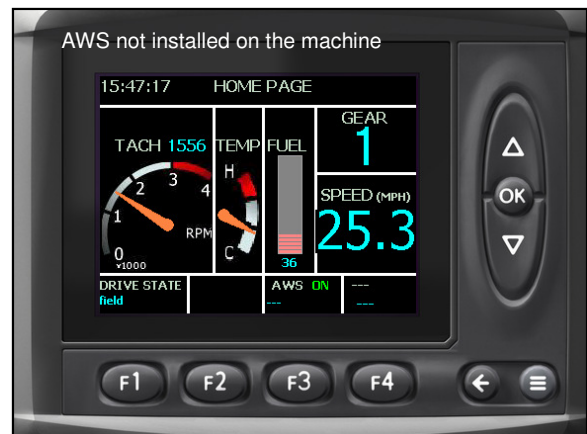 AWS not installed on the machine
15:47:17 HOME PAGE
TACH 1556 TEMP FUEL GEAR
1
H
2 3 4
1
SPEED (MPH)
25.3
RPM
0
x1000
C
36
DRIVE STATE AWS ON ---
field --- ---
OK
F1 F2 F3 F4